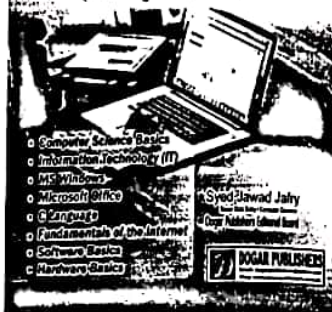 Computer Science Basics
Information Technology (IT)
MS Windows
Microsoft Office
C Language
Fundamentals of the Internet
Software Basics
Hardware Basics
Syed Jawad Jafry
Dogar Publishers Editorial Board
DOGAR PUBLISHERS